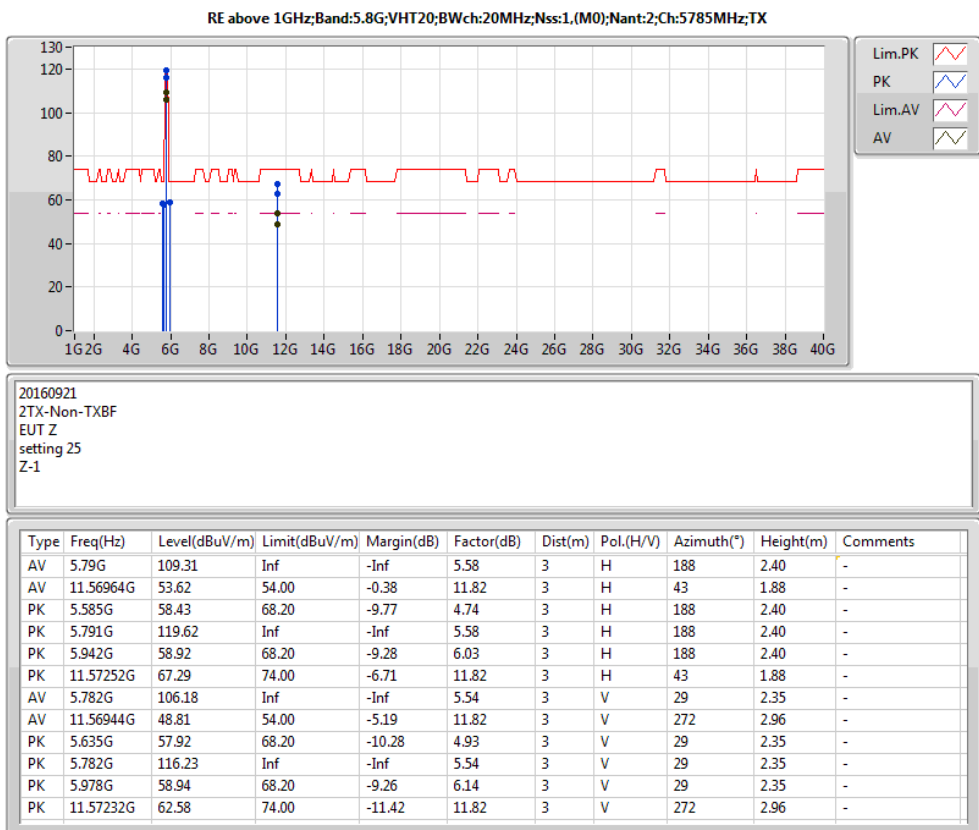 RE above 1GHz;Band:5.8G;VHT20;BWch:20MHz;Nss:1,(M0);Nant:2;Ch:5785MHz;TX
130
120
100
80
60
40
20
0
1G 2G 4G 6G 8G 10G 12G 14G 16G 18G 20G 22G 24G 26G 28G 30G 32G 34G 36G 38G 40G
Lim.PK
PK
Lim.AV
AV
20160921
2TX-Non-TXBF
EUT Z
setting 25
Z-1
Type Freq(Hz) Level(dBuV/m) Limit(dBuV/m) Margin(dB) Factor(dB) Dist(m) Pol.(H/V) Azimuth(°) Height(m) Comments
AV 5.79G 109.31 Inf -Inf 5.58 3 H 188 2.40 -
AV 11.56964G 53.62 54.00 -0.38 11.82 3 H 43 1.88 -
PK 5.585G 58.43 68.20 -9.77 4.74 3 H 188 2.40 -
PK 5.791G 119.62 Inf -Inf 5.58 3 H 188 2.40 -
PK 5.942G 58.92 68.20 -9.28 6.03 3 H 188 2.40 -
PK 11.57252G 67.29 74.00 -6.71 11.82 3 H 43 1.88 -
AV 5.782G 106.18 Inf -Inf 5.54 3 V 29 2.35 -
AV 11.56944G 48.81 54.00 -5.19 11.82 3 V 272 2.96 -
PK 5.635G 57.92 68.20 -10.28 4.93 3 V 29 2.35 -
PK 5.782G 116.23 Inf -Inf 5.54 3 V 29 2.35 -
PK 5.978G 58.94 68.20 -9.26 6.14 3 V 29 2.35 -
PK 11.57232G 62.58 74.00 -11.42 11.82 3 V 272 2.96 -